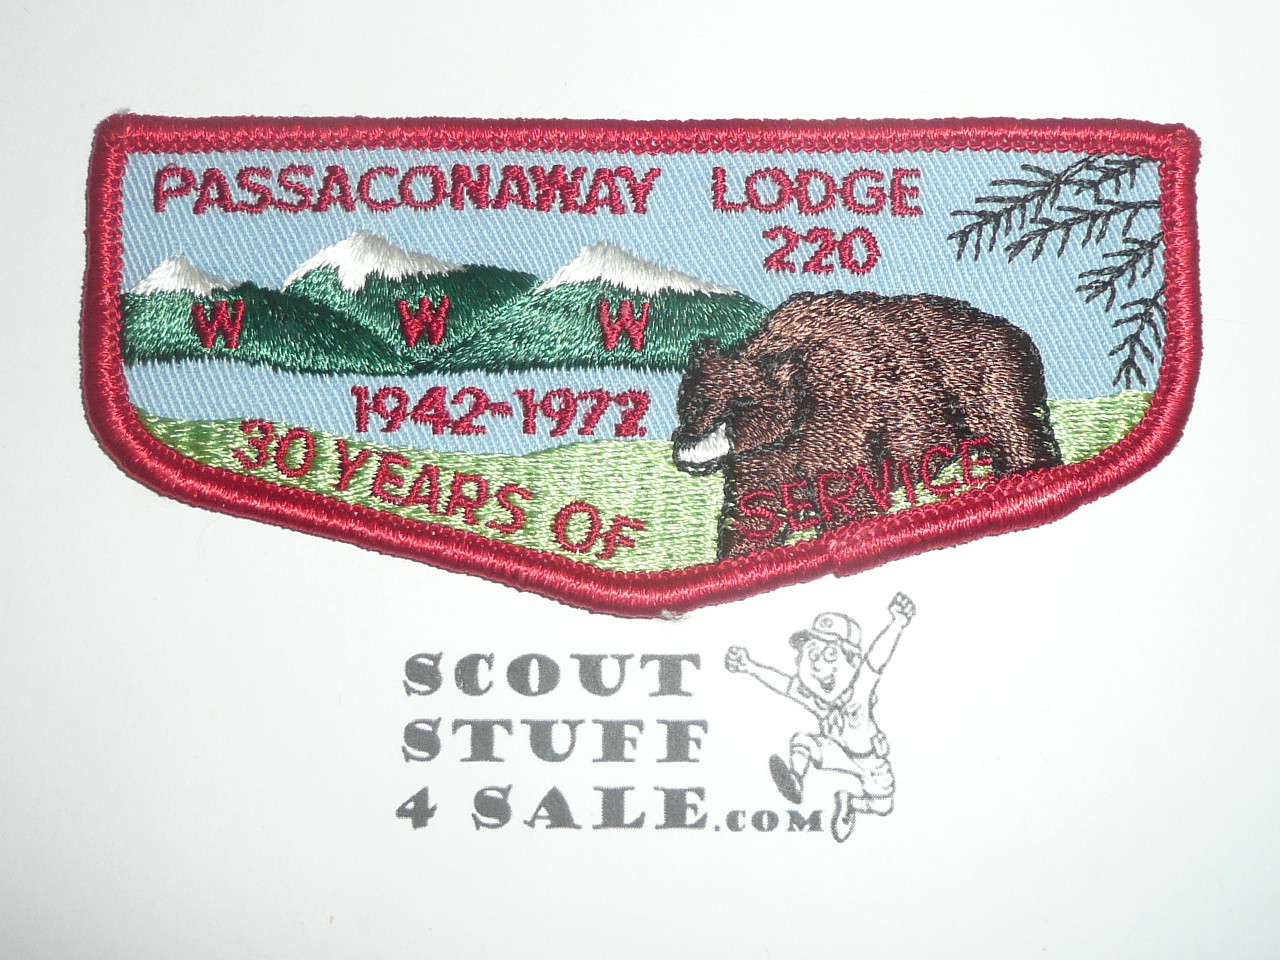 PASSACONAWAY LODGE
220
W W W
1942-1972
30 YEARS OF SERVICE
SCOUT
STUFF
4 SALE.COM